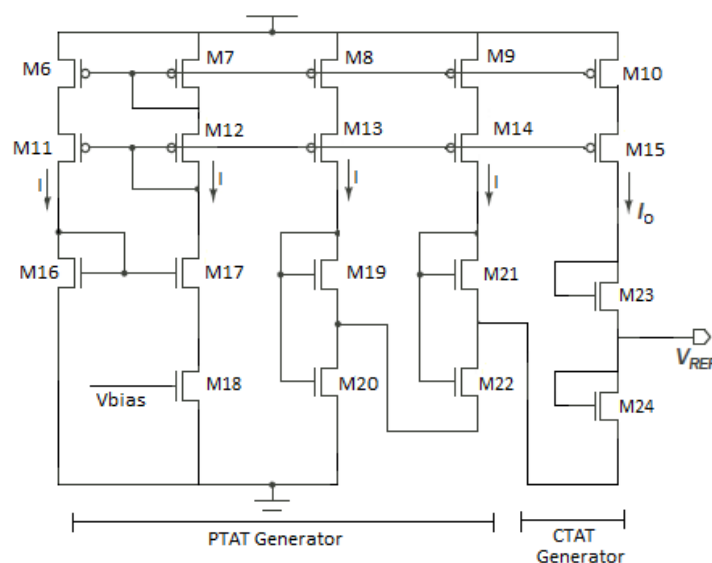 M6 M7 M8 M9 M10
M11 M12 M13 M14 M15
I I I I I₀
M16 M17 M19 M21 M23
V_REF
M18 M20 M22 M24
Vbias
PTAT Generator
CTAT
Generator